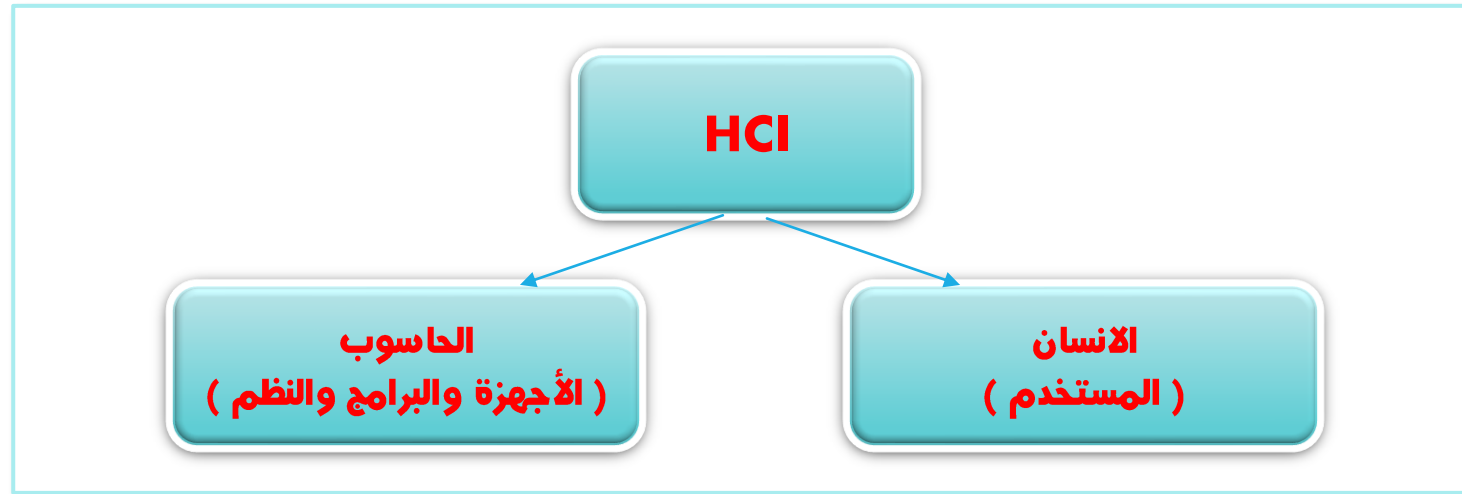 HCI
الانسان
( المستخدم )
الحاسوب
( الأجهزة والبرامج والنظم )